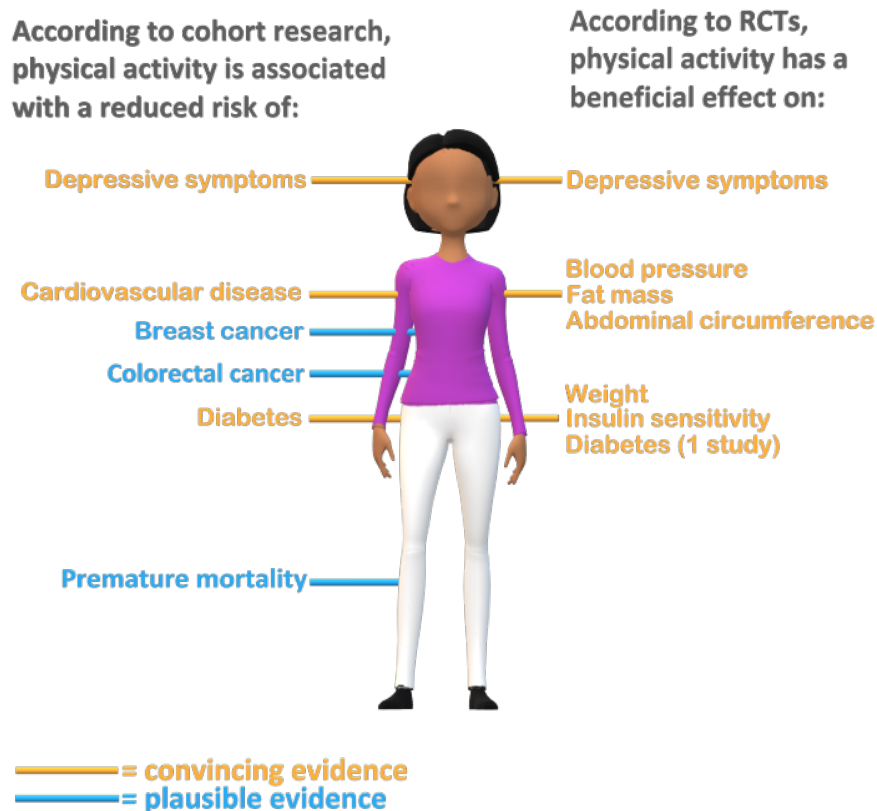 According to cohort research,
physical activity is associated
with a reduced risk of:
Depressive symptoms
Cardiovascular disease
Breast cancer
Colorectal cancer
Diabetes
Premature mortality
According to RCTs,
physical activity has a
beneficial effect on:
Depressive symptoms
Blood pressure
Fat mass
Abdominal circumference
Weight
Insulin sensitivity
Diabetes (1 study)
= convincing evidence
= plausible evidence